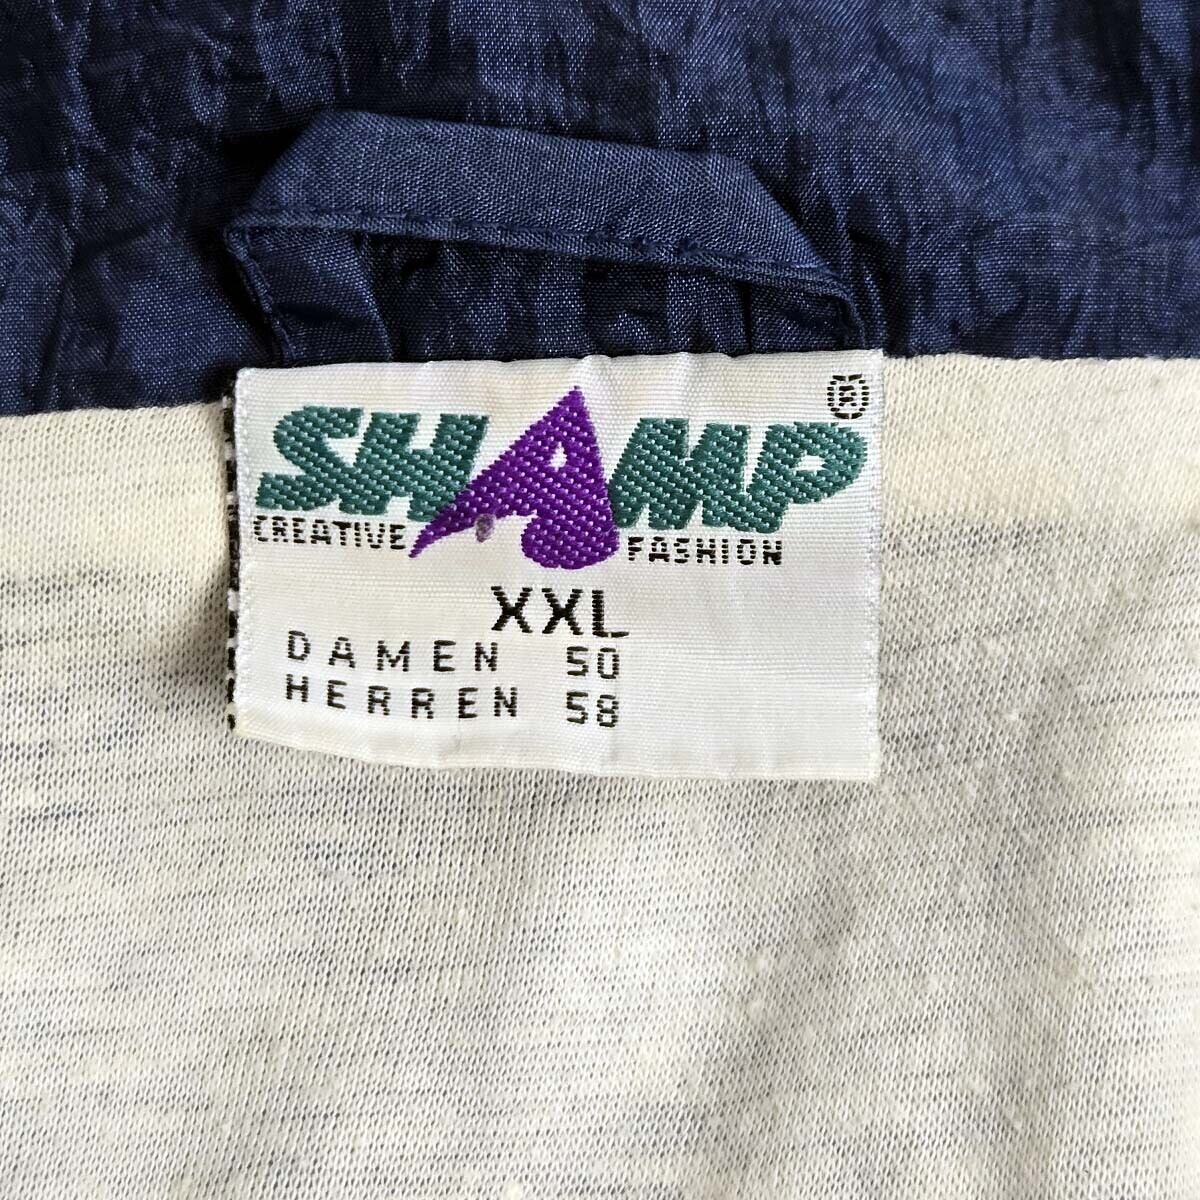 SHAMP ®
CREATIVE FASHION
XXL
DAMEN 50
HERREN 58